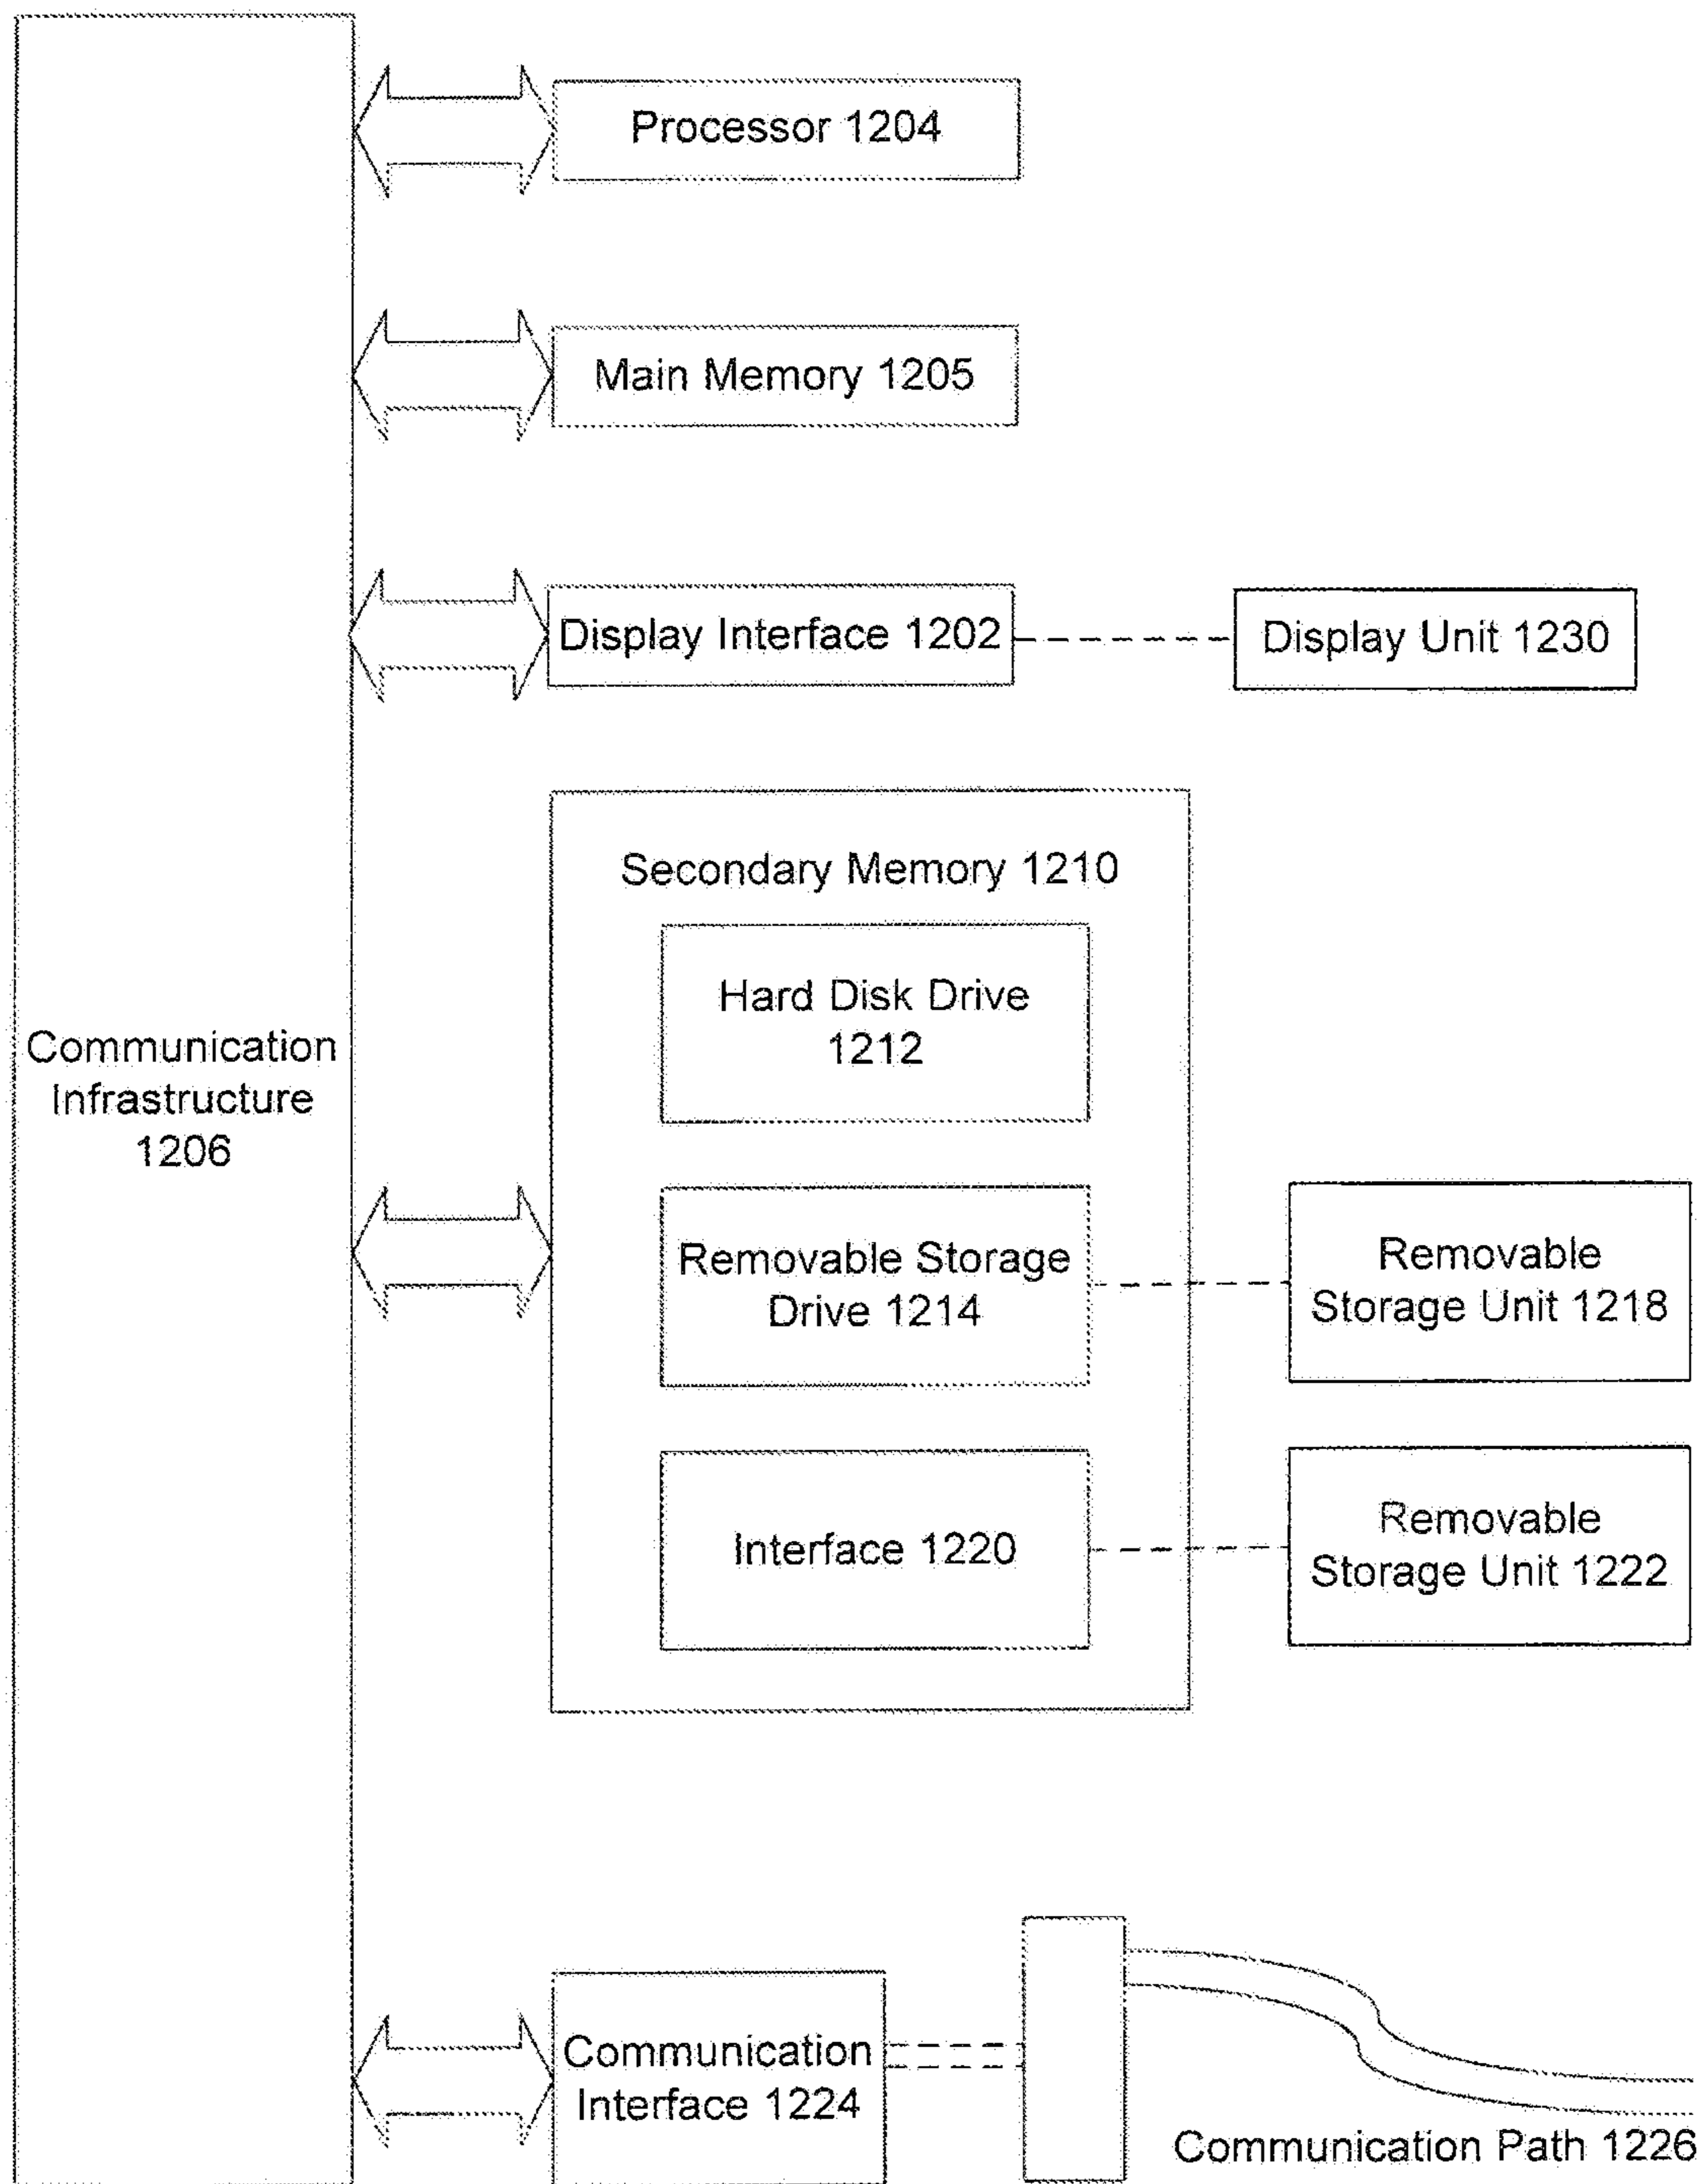 Processor 1204
Main Memory 1205
Display Interface 1202
Display Unit 1230
Secondary Memory 1210
Hard Disk Drive
1212
Communication
Infrastructure
1206
Removable Storage
Drive 1214
Removable
Storage Unit 1218
Interface 1220
Removable
Storage Unit 1222
Communication
Interface 1224
Communication Path 1226